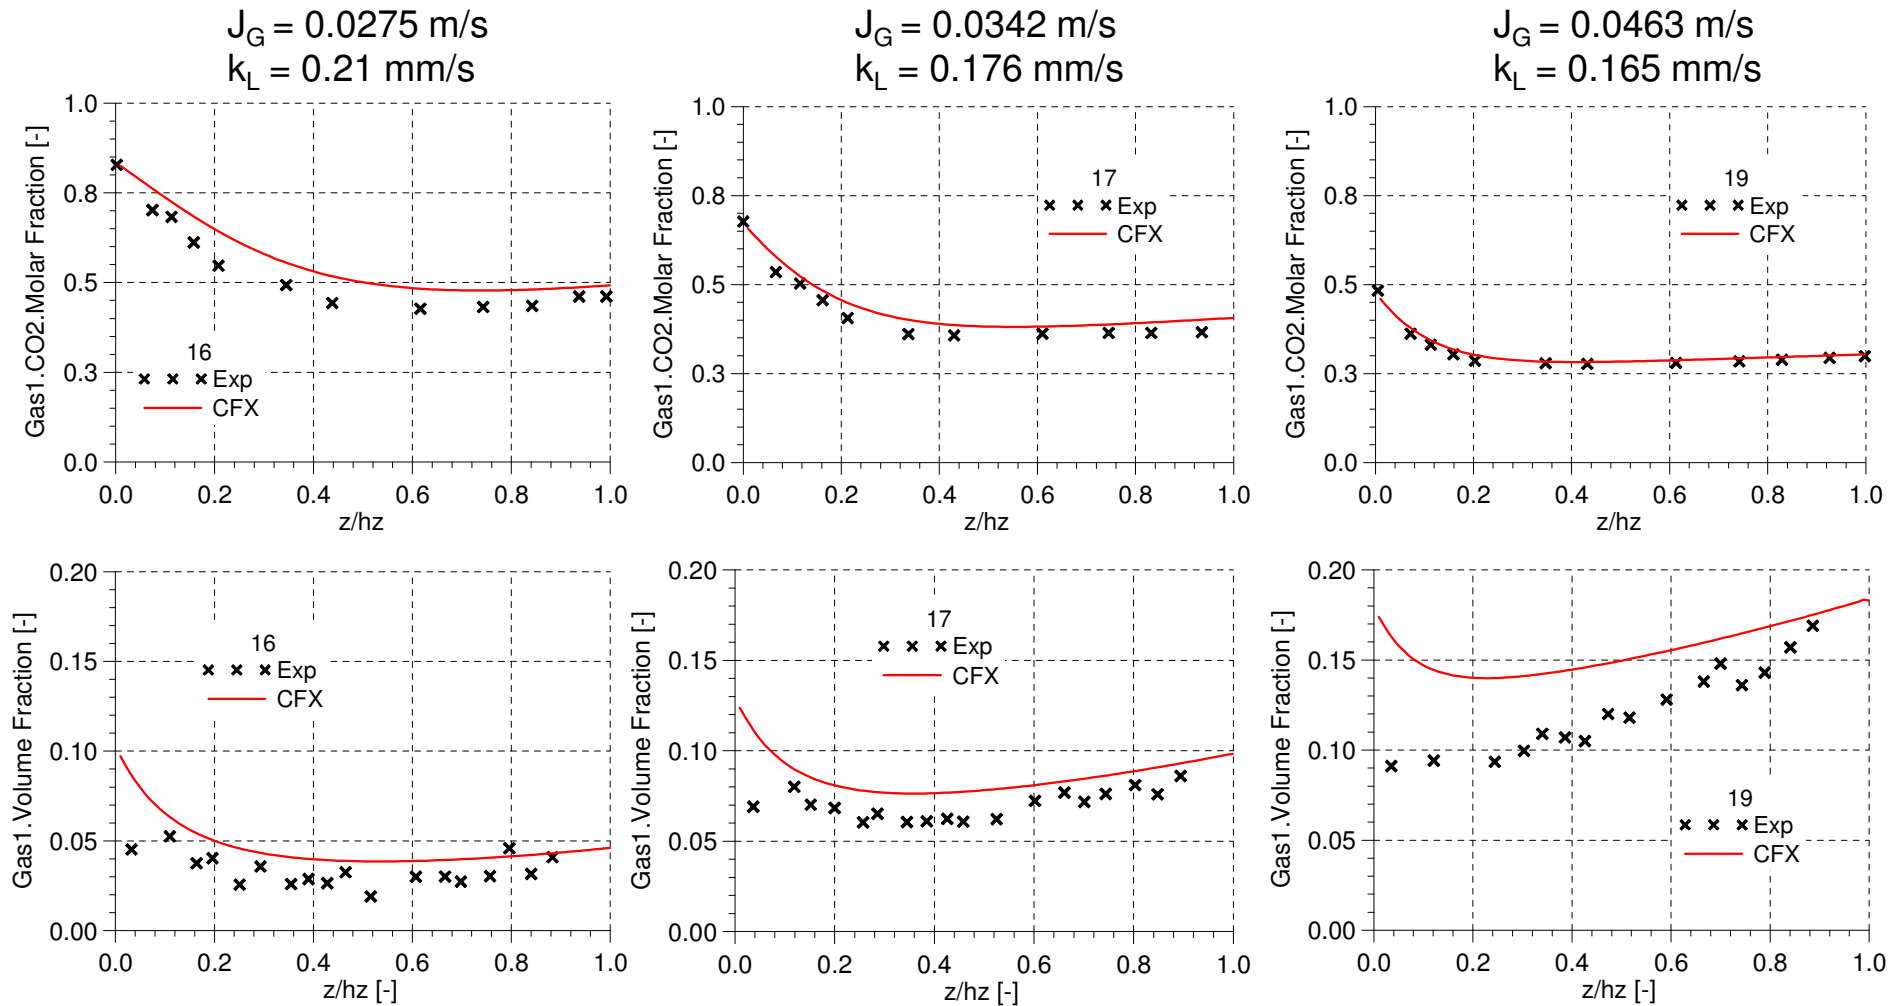 J_G = 0.0275 m/s
k_L = 0.21 mm/s
J_G = 0.0342 m/s
k_L = 0.176 mm/s
J_G = 0.0463 m/s
k_L = 0.165 mm/s
Gas1.CO2.Molar Fraction [-]
1.0
0.8
0.5
0.3
0.0
16
Exp
CFX
0.0 0.2 0.4 0.6 0.8 1.0
z/hz
Gas1.CO2.Molar Fraction [-]
1.0
0.8
0.5
0.3
0.0
17
Exp
CFX
0.0 0.2 0.4 0.6 0.8 1.0
z/hz
Gas1.CO2.Molar Fraction [-]
1.0
0.8
0.5
0.3
0.0
19
Exp
CFX
0.0 0.2 0.4 0.6 0.8 1.0
z/hz
Gas1.Volume Fraction [-]
0.20
0.15
0.10
0.05
0.00
16
Exp
CFX
0.0 0.2 0.4 0.6 0.8 1.0
z/hz [-]
Gas1.Volume Fraction [-]
0.20
0.15
0.10
0.05
0.00
17
Exp
CFX
0.0 0.2 0.4 0.6 0.8 1.0
z/hz [-]
Gas1.Volume Fraction [-]
0.20
0.15
0.10
0.05
0.00
19
Exp
CFX
0.0 0.2 0.4 0.6 0.8 1.0
z/hz [-]